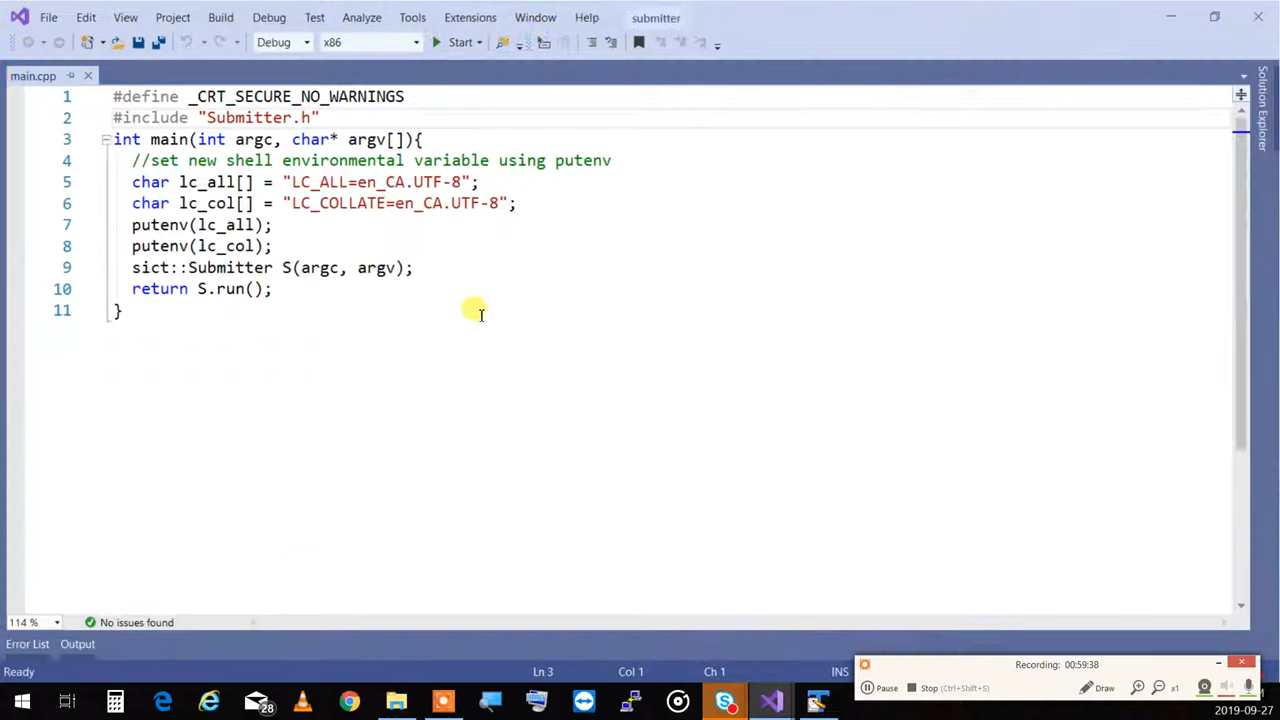 File Edit View Project Build Debug Test Analyze Tools Extensions Window Help submitter
Debug x86 Start
main.cpp
Solution Explorer
1 #define _CRT_SECURE_NO_WARNINGS
2 #include "Submitter.h"
3 int main(int argc, char* argv[]){
4 //set new shell environmental variable using putenv
5 char lc_all[] = "LC_ALL=en_CA.UTF-8";
6 char lc_col[] = "LC_COLLATE=en_CA.UTF-8";
7 putenv(lc_all);
8 putenv(lc_col);
9 sict::Submitter S(argc, argv);
10 return S.run();
11 }
114 % No issues found
Error List Output
Ready Ln 3 Col 1 Ch 1 INS
Recording: 00:59:38
Pause Stop (Ctrl+Shift+S) Draw x1
28
2019-09-27